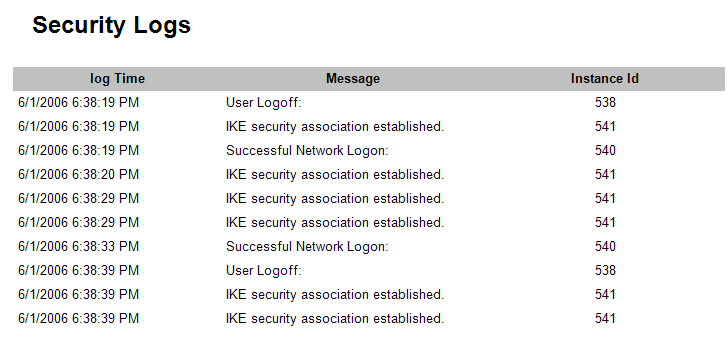 Security Logs
log Time Message Instance Id
6/1/2006 6:38:19 PM User Logoff: 538
6/1/2006 6:38:19 PM IKE security association established. 541
6/1/2006 6:38:19 PM Successful Network Logon: 540
6/1/2006 6:38:20 PM IKE security association established. 541
6/1/2006 6:38:29 PM IKE security association established. 541
6/1/2006 6:38:29 PM IKE security association established. 541
6/1/2006 6:38:33 PM Successful Network Logon: 540
6/1/2006 6:38:39 PM User Logoff: 538
6/1/2006 6:38:39 PM IKE security association established. 541
6/1/2006 6:38:39 PM IKE security association established. 541